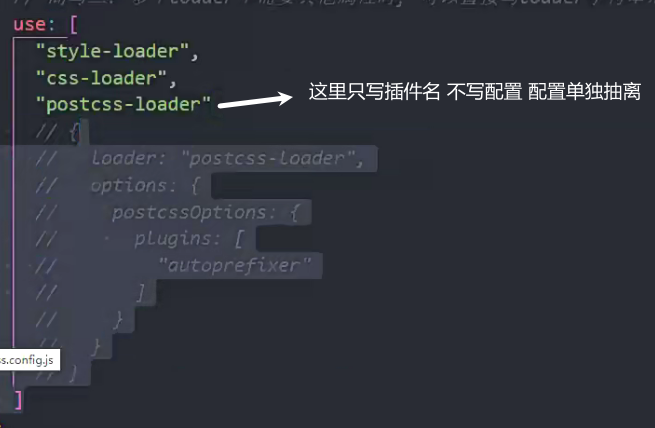 use: [
"style-loader",
"css-loader",
"postcss-loader"
这里只写插件名 不写配置 配置单独抽离
// {
//   loader: "postcss-loader",
//   options: {
//     postcssOptions: {
//       plugins: [
//         "autoprefixer"
//       ]
//     }
//   }
s.config.js
// }
]